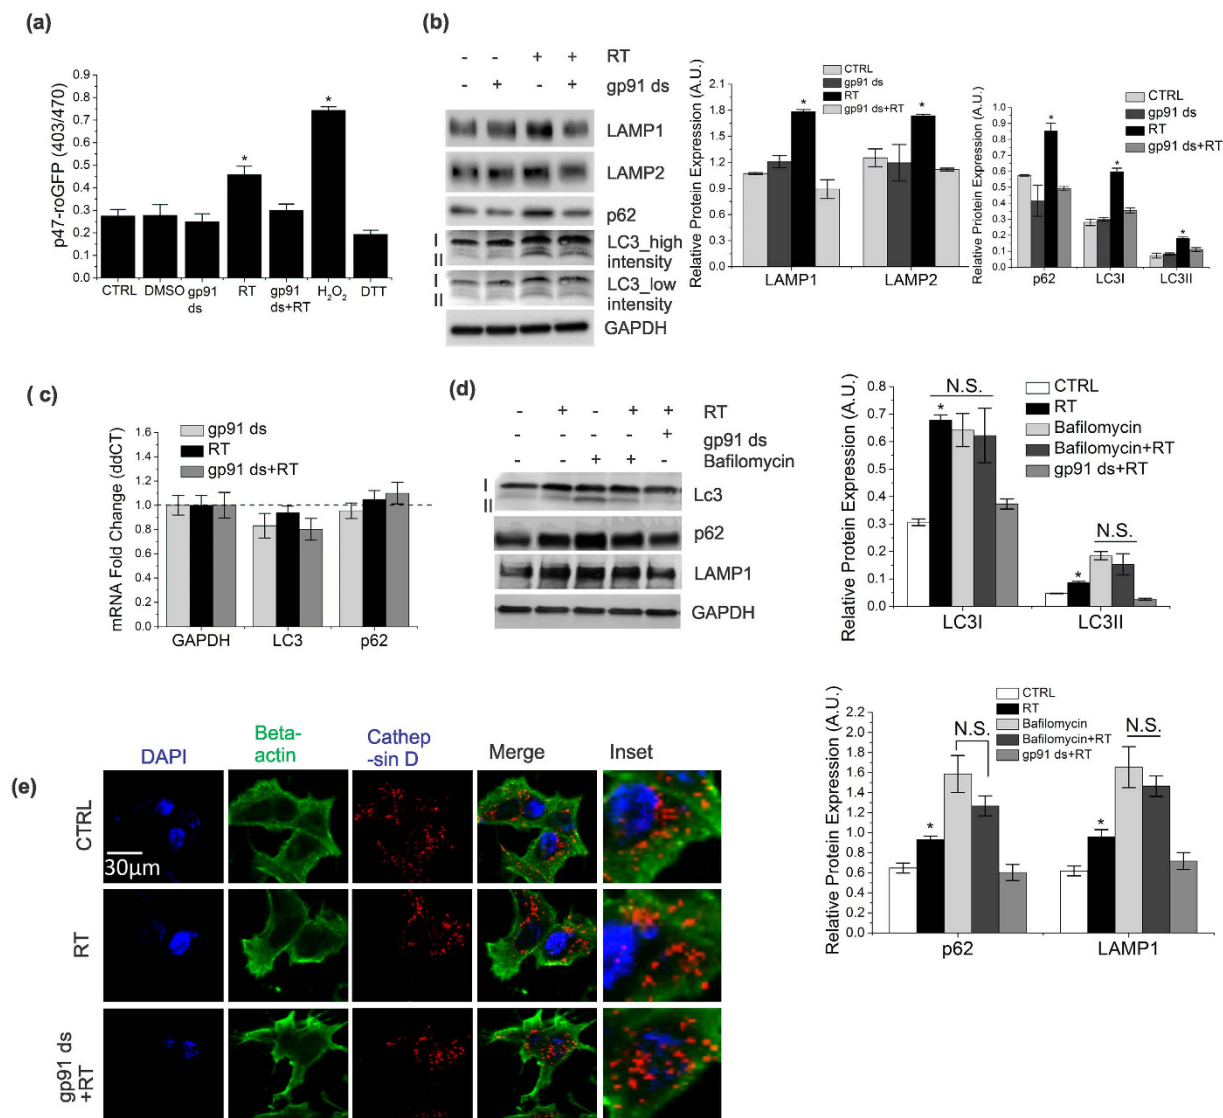 (a)
p47-roGFP (403/470)
0.9
0.8
0.7
0.6
0.5
0.4
0.3
0.2
0.1
0.0
*
*
CTRL DMSO gp91 ds RT gp91 ds+RT H₂O₂ DTT
(b)
- - + + RT
- + - + gp91 ds
LAMP1
LAMP2
p62
I
II
LC3_high
intensity
I
II
LC3_low
intensity
GAPDH
Relative Protein Expression (A.U.)
2.1
1.8
1.5
1.2
0.9
0.6
0.3
0.0
CTRL
gp91 ds
RT
gp91 ds+RT
*
*
LAMP1 LAMP2
Relative Protein Expression (A.U.)
1.0
0.9
0.8
0.7
0.6
0.5
0.4
0.3
0.2
0.1
0.0
CTRL
gp91 ds
RT
gp91 ds+RT
*
*
*
p62 LC3I LC3II
( c)
mRNA Fold Change (ddCT)
1.6
1.4
1.2
1.0
0.8
0.6
0.4
0.2
0.0
gp91 ds
RT
gp91 ds+RT
GAPDH LC3 p62
(d)
- + - + + RT
- - - - + gp91 ds
- - + + - Bafilomycin
I
II
Lc3
p62
LAMP1
GAPDH
Relative Protein Expression (A.U.)
0.8
0.7
0.6
0.5
0.4
0.3
0.2
0.1
0.0
N.S.
*
CTRL
RT
Bafilomycin
Bafilomycin+RT
gp91 ds+RT
N.S.
*
LC3I LC3II
Relative Protein Expression (A.U.)
2.2
2.0
1.8
1.6
1.4
1.2
1.0
0.8
0.6
0.4
0.2
0.0
CTRL
RT
Bafilomycin
Bafilomycin+RT
gp91 ds+RT
N.S.
N.S.
*
*
p62 LAMP1
(e)
DAPI
Beta-
actin
Cathep
-sin D
Merge
Inset
CTRL
30µm
RT
gp91 ds
+RT